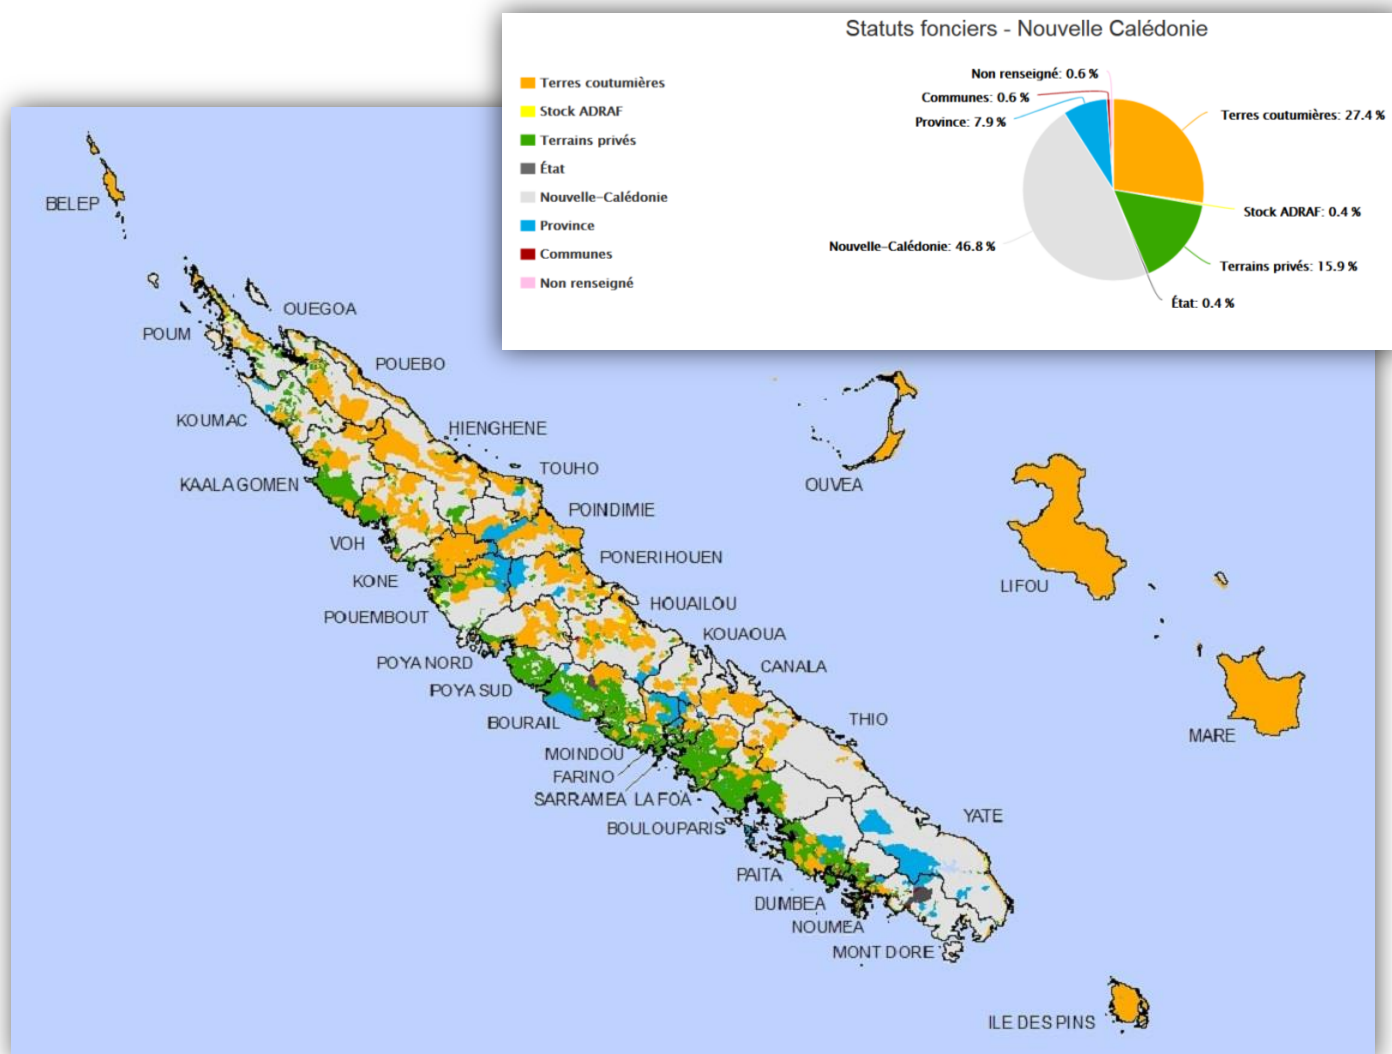 Statuts fonciers - Nouvelle Calédonie
Terres coutumières
Stock ADRAF
Terrains privés
État
Nouvelle-Calédonie
Province
Communes
Non renseigné
Non renseigné: 0.6 %
Communes: 0.6 %
Province: 7.9 %
Terres coutumières: 27.4 %
Stock ADRAF: 0.4 %
Nouvelle-Calédonie: 46.8 %
Terrains privés: 15.9 %
État: 0.4 %
BELEP
OUEGOA
POUM
POUEBO
KOUMAC
HIENGHENE
TOUHO
KAALA GOMEN
OUVEA
POINDIMIE
VOH
PONERIHOUEN
KONE
LIFOU
HOUAILOU
POUEMBOUT
KOUAOUA
POYA NORD
CANALA
POYA SUD
THIO
BOURAIL
MARE
MOINDOU
FARINO
SARRAMEA LA FOA
YATE
BOULOUPARIS
PAITA
DUMBEA
NOUMEA
MONT DORE
ILE DES PINS